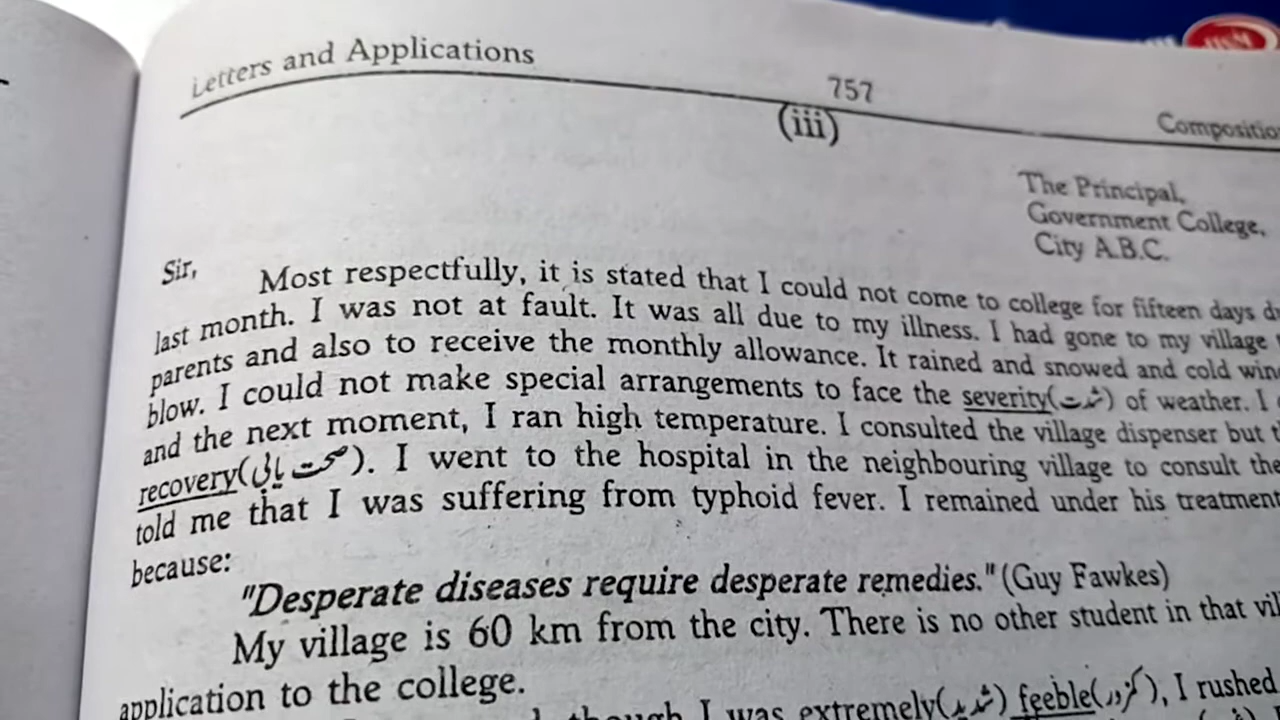 Letters and Applications
757
(iii)
The Principal,
Government College,
City A.B.C.
Sir,
Most respectfully, it is stated that I could not come to college for fifteen days
last month. I was not at fault. It was all due to my illness. I had gone to my village
parents and also to receive the monthly allowance. It rained and snowed and cold
blow. I could not make special arrangements to face the severity(شدت) of weather. I
and the next moment, I ran high temperature. I consulted the village dispenser but
recovery(صحت یابی). I went to the hospital in the neighbouring village to consult the
told me that I was suffering from typhoid fever. I remained under his treatment
because:
"Desperate diseases require desperate remedies." (Guy Fawkes)
My village is 60 km from the city. There is no other student in that
application to the college.
though I was extremely(شدید) feeble(کمزور), I rushed